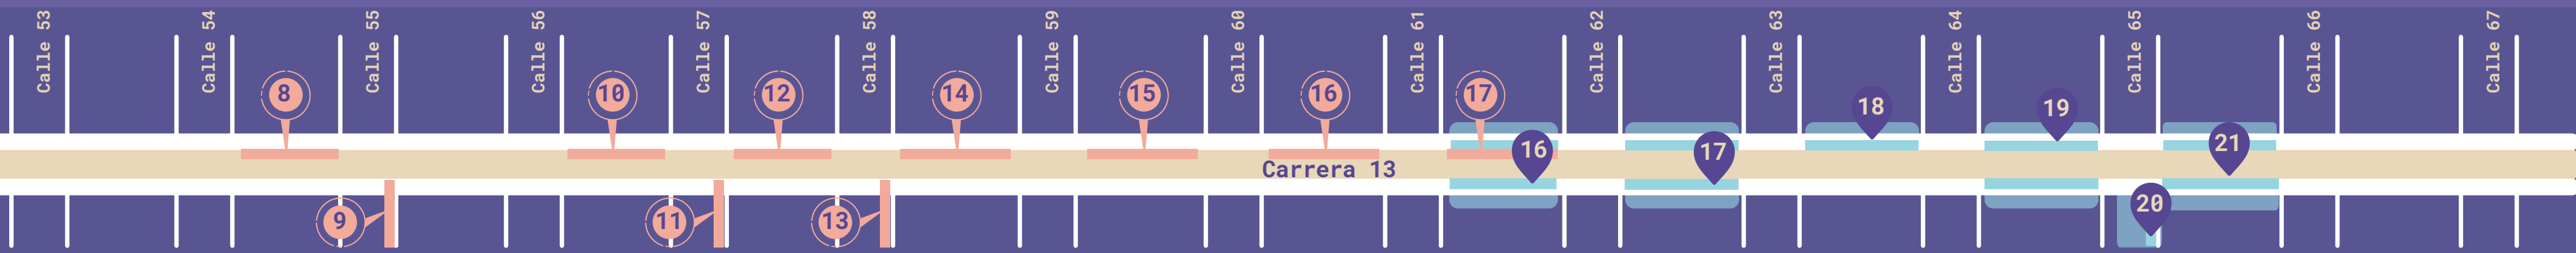 Calle 53
Calle 54
Calle 55
Calle 56
Calle 57
Calle 58
Calle 59
Calle 60
Calle 61
Calle 62
Calle 63
Calle 64
Calle 65
Calle 66
Calle 67
8
10
12
14
15
16
17
18
19
16
17
21
Carrera 13
9
11
13
20